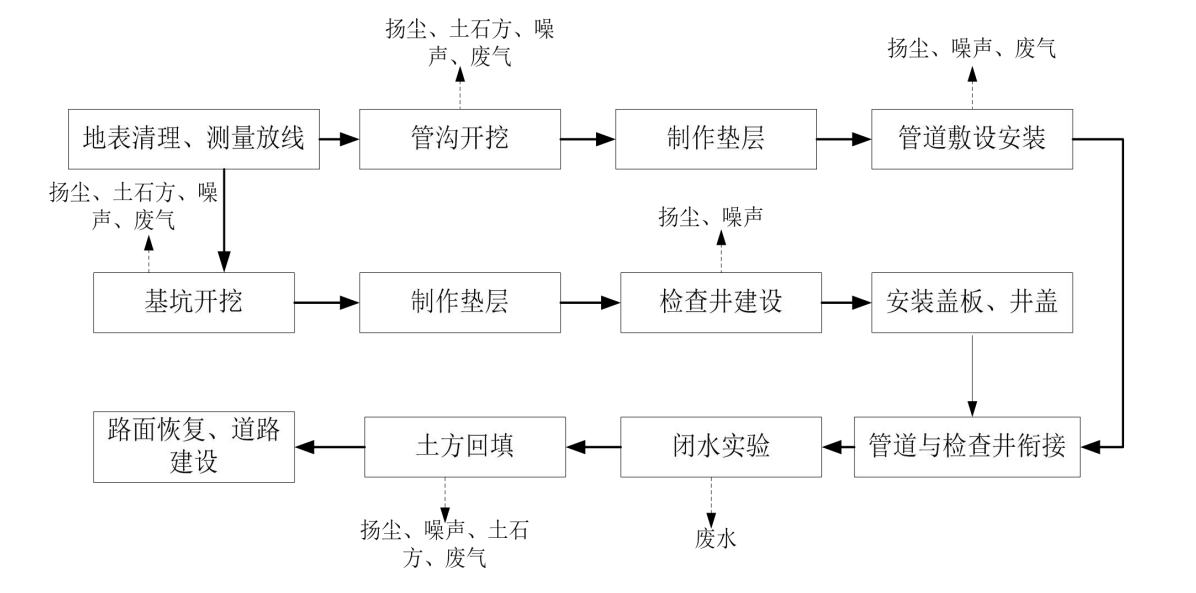 扬尘、土石方、噪
声、废气
扬尘、噪声、废气
地表清理、测量放线
管沟开挖
制作垫层
管道敷设安装
扬尘、土石方、噪
声、废气
扬尘、噪声
基坑开挖
制作垫层
检查井建设
安装盖板、井盖
路面恢复、道路
建设
土方回填
闭水实验
管道与检查井衔接
扬尘、噪声、土石
方、废气
废水